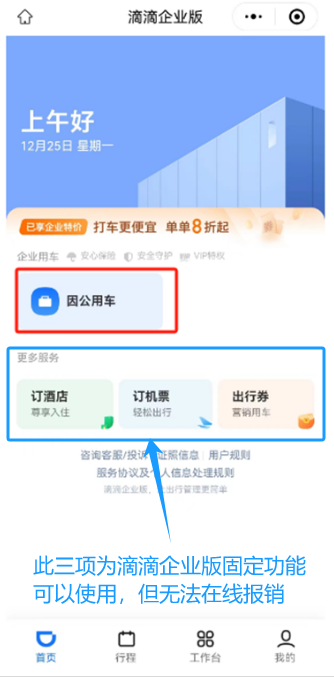 滴滴企业版
上午好
12月25日 星期一
已享企业特价 打车更便宜 单单8折起
企业用车 安心保险 安全守护 VIP特权
因公用车
更多服务
订酒店 订机票 出行券
尊享入住 轻松出行 营销用车
咨询客服/投诉 证照信息 用户规则
服务协议及个人信息处理规则
滴滴企业版, 出行管理更简单
此三项为滴滴企业版固定功能
可以使用，但无法在线报销
首页 行程 工作台 我的